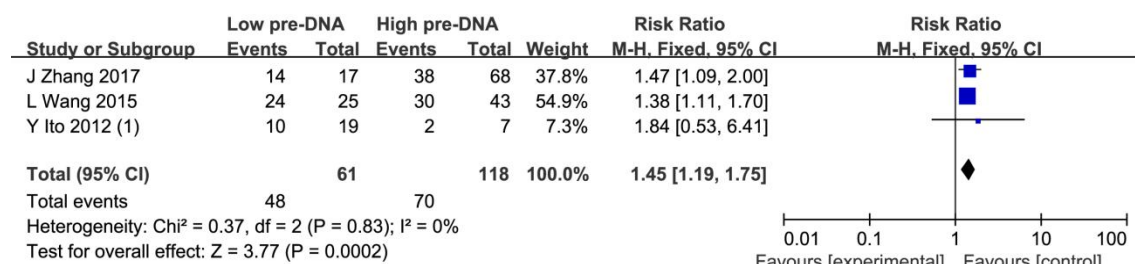 Low pre-DNA High pre-DNA Risk Ratio Risk Ratio
Study or Subgroup Events Total Events Total Weight M-H, Fixed, 95% CI M-H, Fixed, 95% CI
J Zhang 2017 14 17 38 68 37.8% 1.47 [1.09, 2.00]
L Wang 2015 24 25 30 43 54.9% 1.38 [1.11, 1.70]
Y Ito 2012 (1) 10 19 2 7 7.3% 1.84 [0.53, 6.41]
Total (95% CI) 61 118 100.0% 1.45 [1.19, 1.75]
Total events 48 70
Heterogeneity: Chi² = 0.37, df = 2 (P = 0.83); I² = 0%
Test for overall effect: Z = 3.77 (P = 0.0002)
0.01 0.1 1 10 100
Favours [experimental] Favours [control]